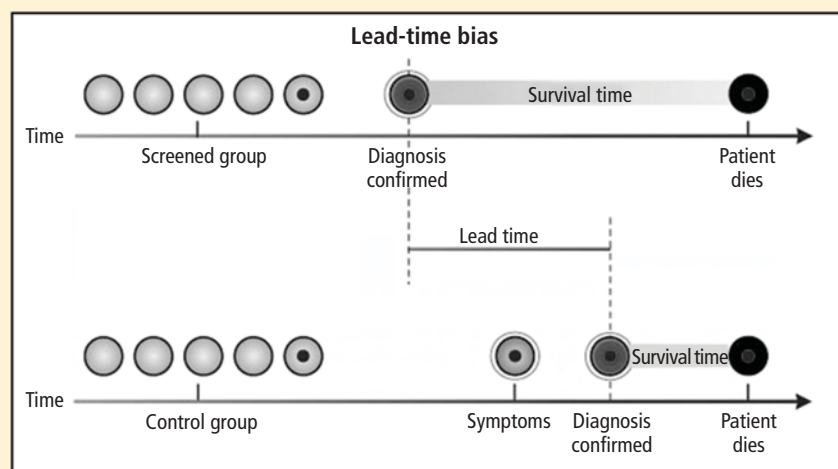 Lead-time bias
Survival time
Time
Screened group
Diagnosis
confirmed
Patient
dies
Lead time
Survival time
Time
Control group
Symptoms
Diagnosis
confirmed
Patient
dies